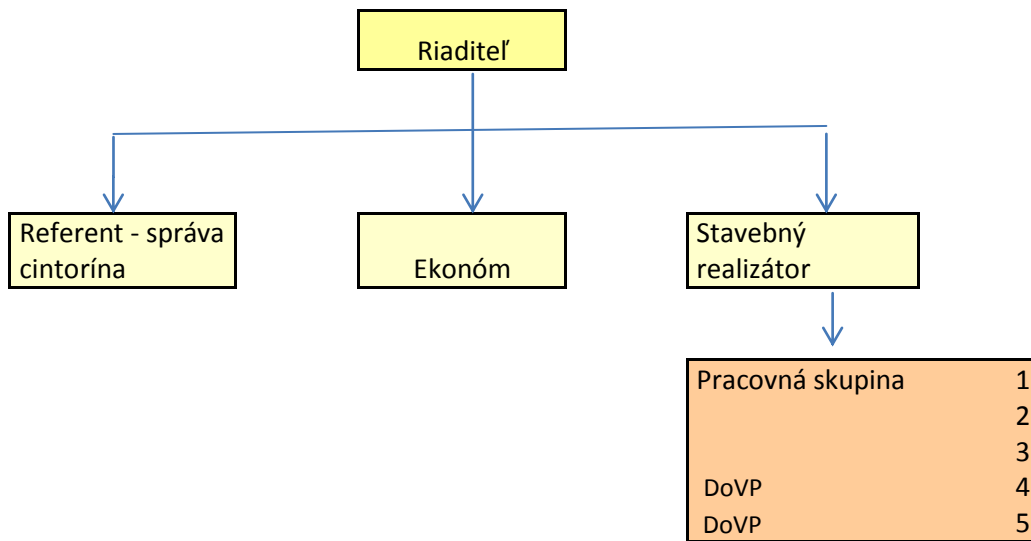 Riaditeľ
Referent - správa
cintorína
Ekonóm
Stavebný
realizátor
Pracovná skupina 1
2
3
DoVP 4
DoVP 5